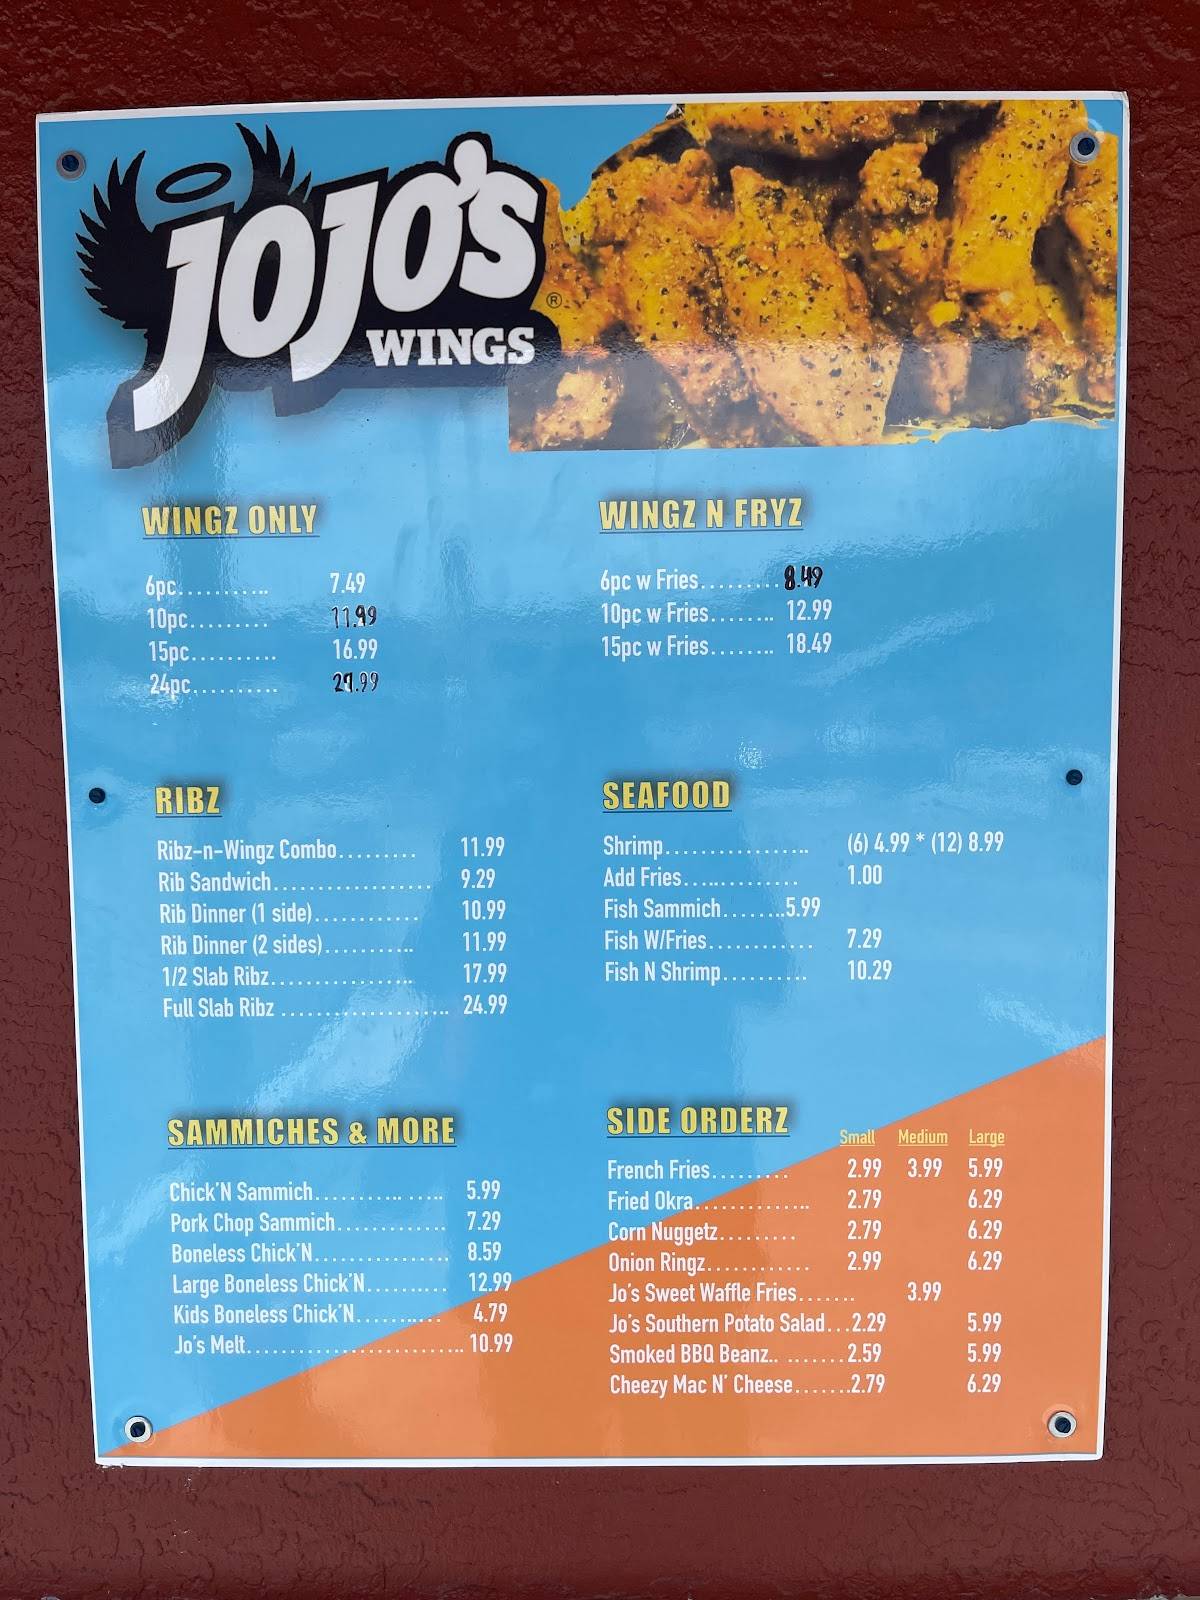 JOJO'S
WINGS
®
WINGZ ONLY
6pc........... 7.49
10pc......... 11.99
15pc.......... 16.99
24pc.......... .99
WINGZ N FRYZ
6pc w Fries......... 8.49
10pc w Fries....... 12.99
15pc w Fries....... 18.49
RIBZ
Ribz-n-Wingz Combo......... 11.99
Rib Sandwich.................. 9.29
Rib Dinner (1 side)............ 10.99
Rib Dinner (2 sides)........... 11.99
1/2 Slab Ribz................ 17.99
Full Slab Ribz .................... 24.99
SEAFOOD
Shrimp................. (6) 4.99 * (12) 8.99
Add Fries.............. 1.00
Fish Sammich........5.99
Fish W/Fries............ 7.29
Fish N Shrimp.......... 10.29
SAMMICHES & MORE
Chick'N Sammich........... ..... 5.99
Pork Chop Sammich............. 7.29
Boneless Chick'N................ 8.59
Large Boneless Chick'N.......... 12.99
Kids Boneless Chick'N........... 4.79
Jo's Melt......................... 10.99
SIDE ORDERZ
Small Medium Large
French Fries......... 2.99 3.99 5.99
Fried Okra.............. 2.79 6.29
Corn Nuggetz......... 2.79 6.29
Onion Ringz............ 2.99 6.29
Jo's Sweet Waffle Fries....... 3.99
Jo's Southern Potato Salad...2.29 5.99
Smoked BBQ Beanz.. .......2.59 5.99
Cheezy Mac N' Cheese.......2.79 6.29